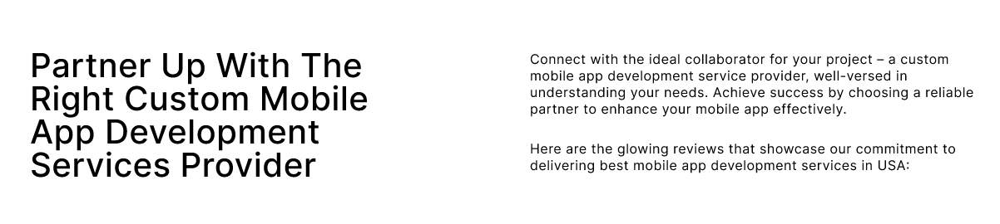 Partner Up With The
Right Custom Mobile
App Development
Services Provider
Connect with the ideal collaborator for your project – a custom
mobile app development service provider, well-versed in
understanding your needs. Achieve success by choosing a reliable
partner to enhance your mobile app effectively.
Here are the glowing reviews that showcase our commitment to
delivering best mobile app development services in USA: